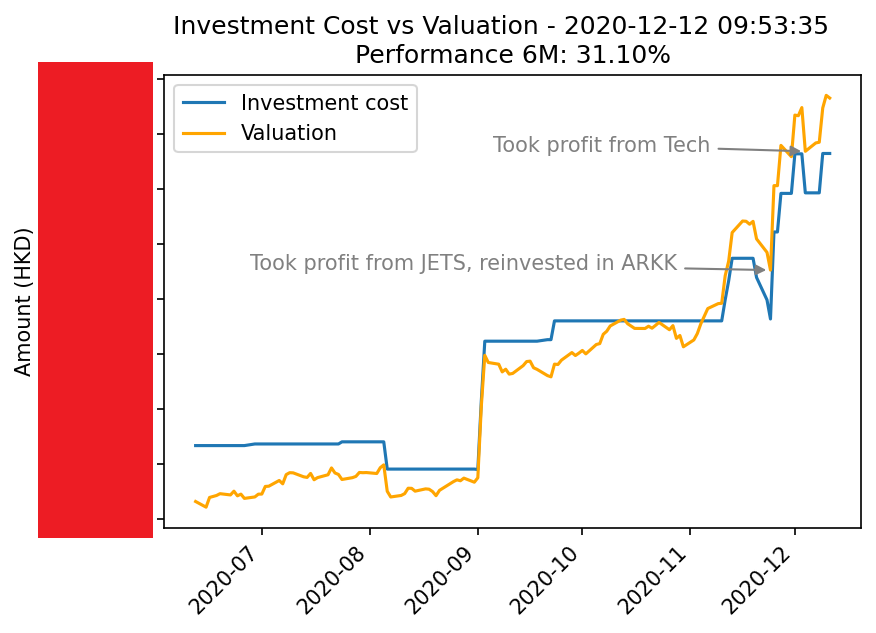 Investment Cost vs Valuation - 2020-12-12 09:53:35
Performance 6M: 31.10%
Investment cost
Valuation
Took profit from Tech
Took profit from JETS, reinvested in ARKK
Amount (HKD)
2020-07
2020-08
2020-09
2020-10
2020-11
2020-12